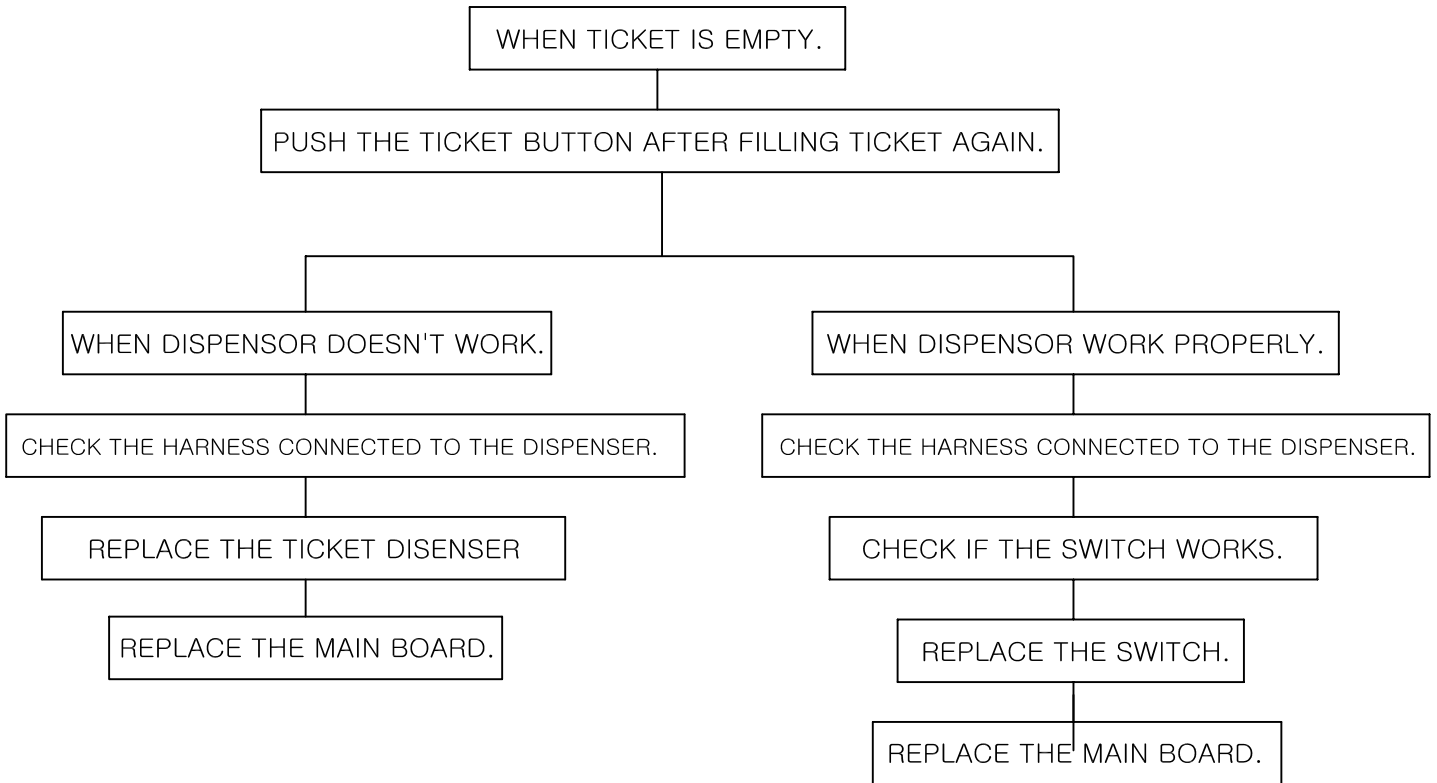 WHEN TICKET IS EMPTY.
PUSH THE TICKET BUTTON AFTER FILLING TICKET AGAIN.
WHEN DISPENSOR DOESN'T WORK.
CHECK THE HARNESS CONNECTED TO THE DISPENSER.
REPLACE THE TICKET DISENSER
REPLACE THE MAIN BOARD.
WHEN DISPENSOR WORK PROPERLY.
CHECK THE HARNESS CONNECTED TO THE DISPENSER.
CHECK IF THE SWITCH WORKS.
REPLACE THE SWITCH.
REPLACE THE MAIN BOARD.